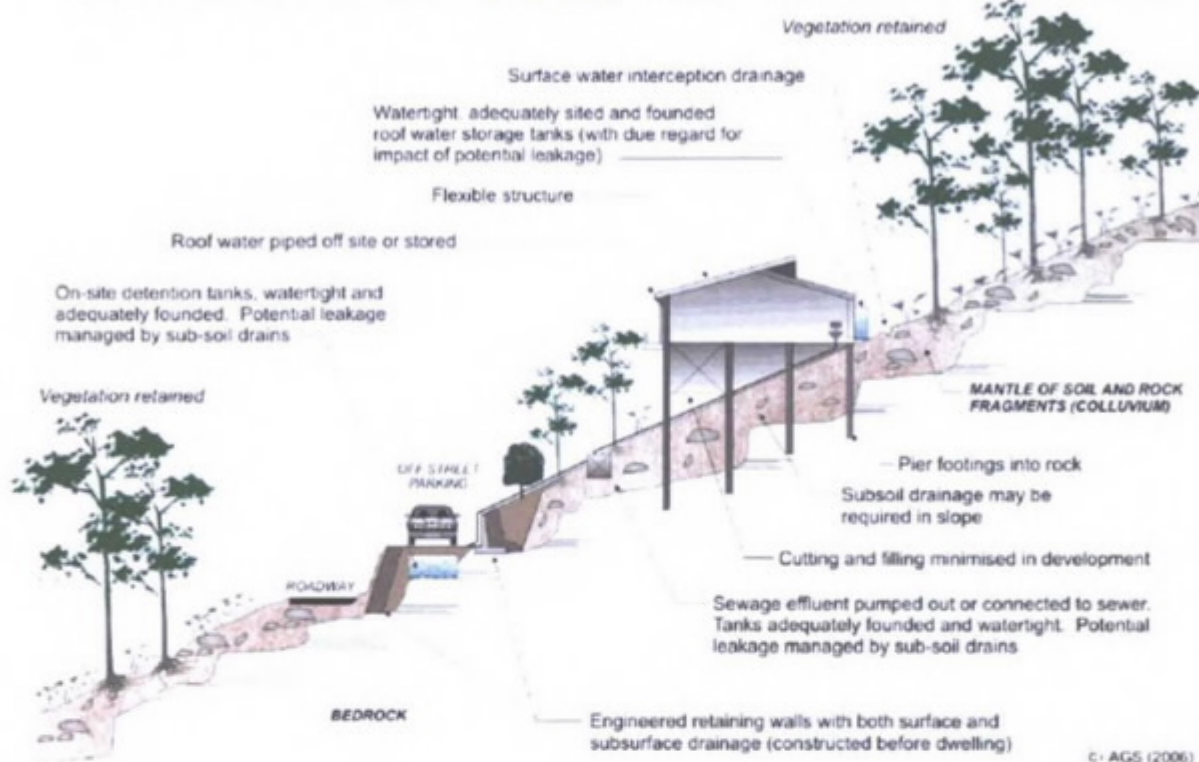 Vegetation retained
Surface water interception drainage
Watertight, adequately sited and founded
roof water storage tanks (with due regard for
impact of potential leakage)
Flexible structure
Roof water piped off site or stored
On-site detention tanks, watertight and
adequately founded. Potential leakage
managed by sub-soil drains
Vegetation retained
MANTLE OF SOIL AND ROCK
FRAGMENTS (COLLUVIUM)
OFF STREET
PARKING
Pier footings into rock
Subsoil drainage may be
required in slope
Cutting and filling minimised in development
ROADWAY
Sewage effluent pumped out or connected to sewer.
Tanks adequately founded and watertight. Potential
leakage managed by sub-soil drains
BEDROCK
Engineered retaining walls with both surface and
subsurface drainage (constructed before dwelling)
(c) AGS (2006)